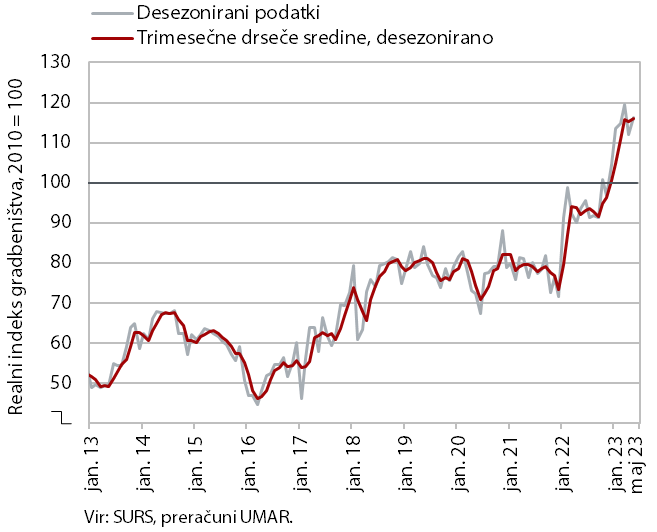 Desezonirani podatki
Trimesečne drseče sredine, desezonirano
Realni indeks gradbeništva, 2010 = 100
130
120
110
100
90
80
70
60
50
jan. 13
jan. 14
jan. 15
jan. 16
jan. 17
jan. 18
jan. 19
jan. 20
jan. 21
jan. 22
jan. 23
maj 23
Vir: SURS, preračuni UMAR.